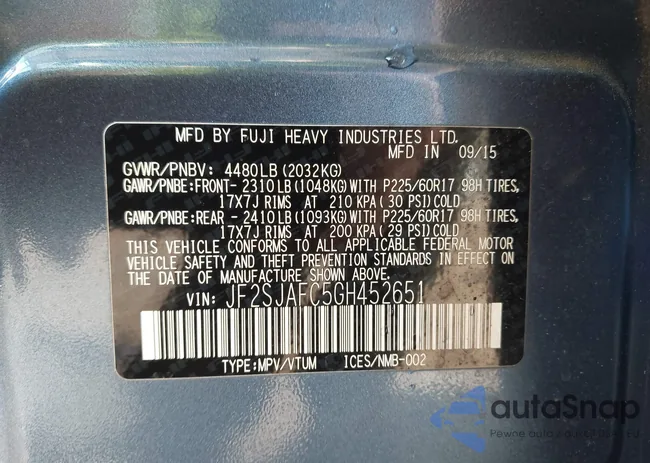 MFD BY FUJI HEAVY INDUSTRIES LTD.
MFD IN 09/15
GVWR/PNBV: 4480LB(2032KG)
GAWR/PNBE:FRONT-2310LB(1048KG)WITH P225/60R17 98H TIRES,
17X7J RIMS AT 210 KPA(30 PSI)COLD
GAWR/PNBE:REAR -2410LB(1093KG)WITH P225/60R17 98H TIRES,
17X7J RIMS AT 200 KPA(29 PSI)COLD
THIS VEHICLE CONFORMS TO ALL APPLICABLE FEDERAL MOTOR
VEHICLE SAFETY AND THEFT PREVENTION STANDARDS IN EFFECT
ON THE DATE OF MANUFACTURE SHOWN ABOVE.
VIN: JF2SJAFC5GH452651
TYPE:MPV/VTUM ICES/NMB-002
autoSnap
Pewne auto